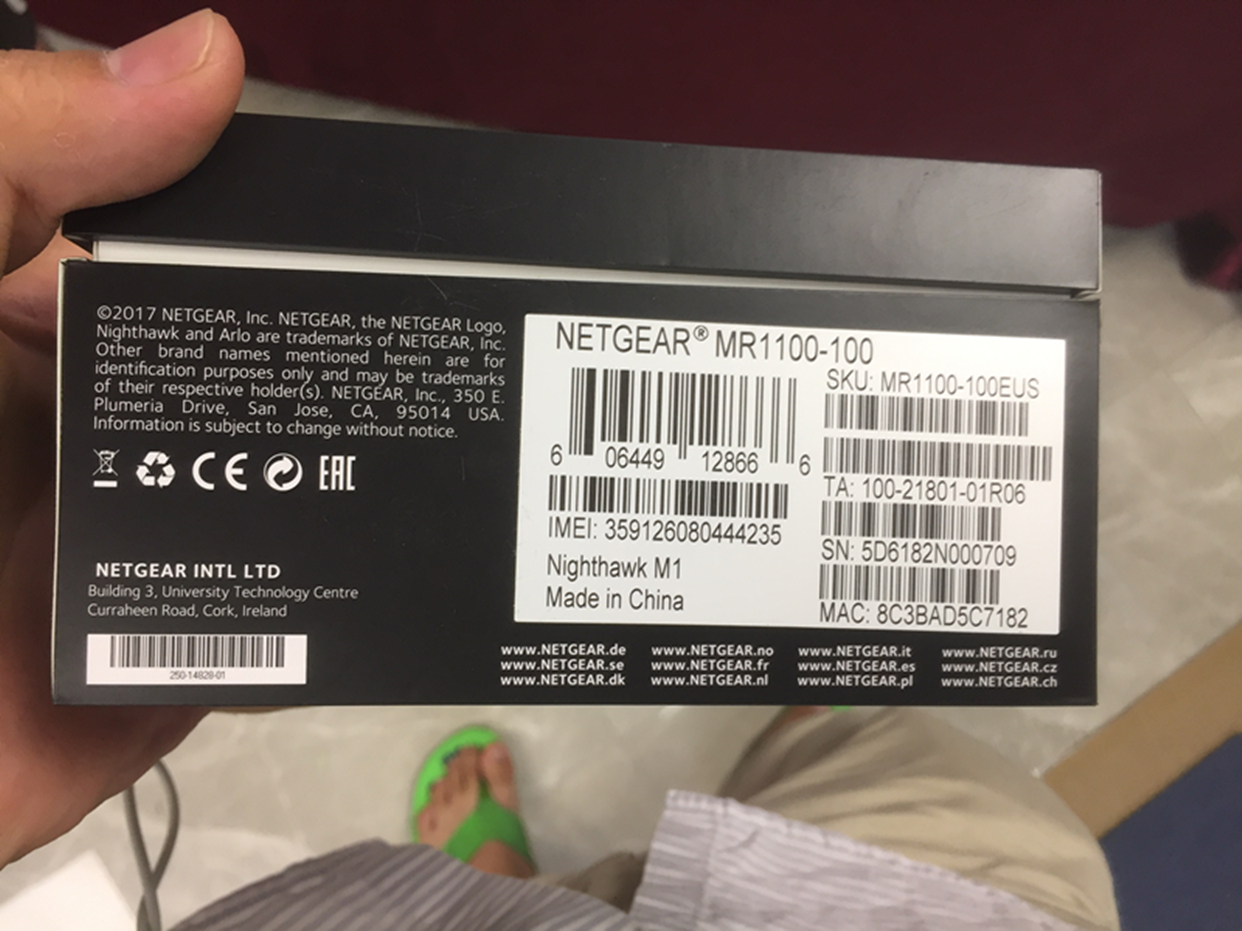 ©2017 NETGEAR, Inc. NETGEAR, the NETGEAR Logo,
Nighthawk and Arlo are trademarks of NETGEAR, Inc.
Other brand names mentioned herein are for
identification purposes only and may be trademarks
of their respective holder(s). NETGEAR, Inc., 350 E.
Plumeria Drive, San Jose, CA, 95014 USA.
Information is subject to change without notice.
CE
EAC
NETGEAR INTL LTD
Building 3, University Technology Centre
Curraheen Road, Cork, Ireland
250-14828-01
NETGEAR® MR1100-100
6 06449 12866 6
IMEI: 359126080444235
Nighthawk M1
Made in China
SKU: MR1100-100EUS
TA: 100-21801-01R06
SN: 5D6182N000709
MAC: 8C3BAD5C7182
www.NETGEAR.de www.NETGEAR.no www.NETGEAR.it www.NETGEAR.ru
www.NETGEAR.se www.NETGEAR.fr www.NETGEAR.es www.NETGEAR.cz
www.NETGEAR.dk www.NETGEAR.nl www.NETGEAR.pl www.NETGEAR.ch